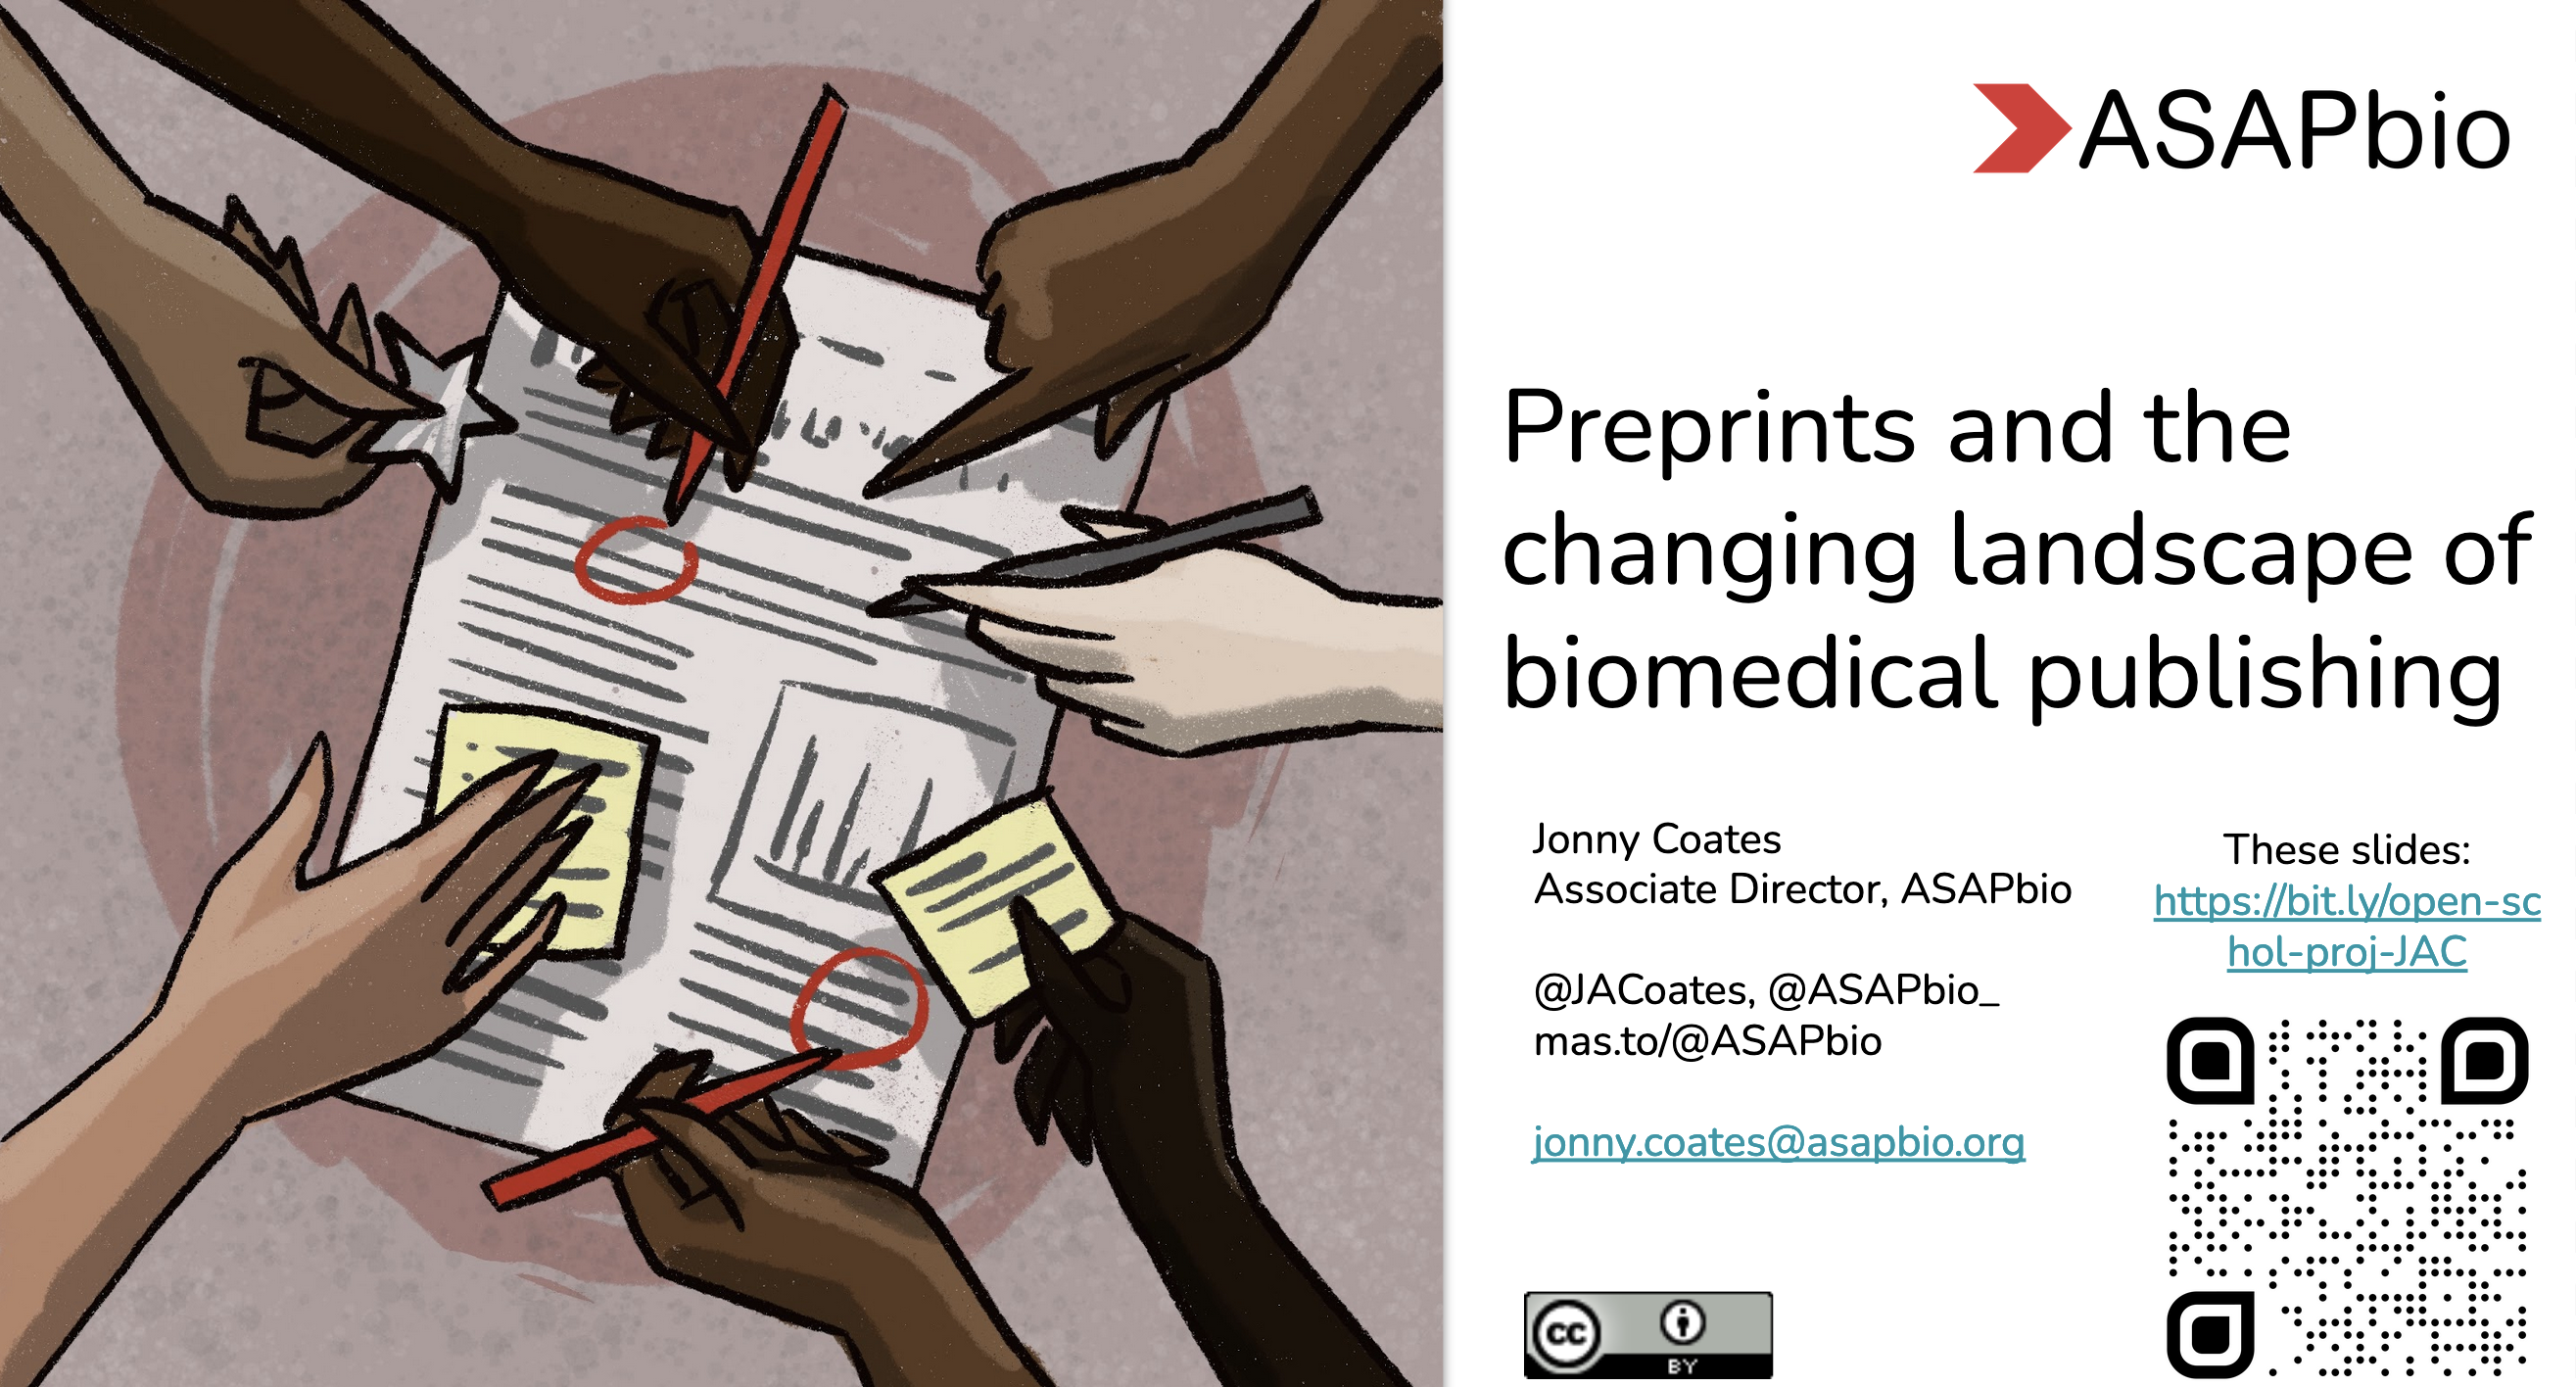 ASAPbio
Preprints and the
changing landscape of
biomedical publishing
Jonny Coates
Associate Director, ASAPbio
@JACoates, @ASAPbio_
mas.to/@ASAPbio
jonny.coates@asapbio.org
These slides:
https://bit.ly/open-sc
hol-proj-JAC
cc
BY